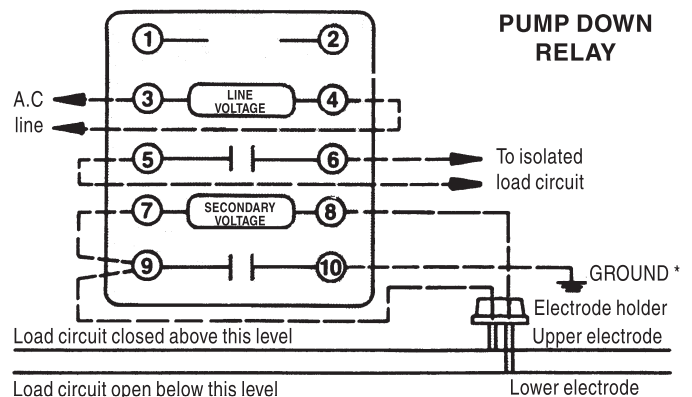 PUMP DOWN
RELAY
1 2
A.C
line
3 LINE
VOLTAGE 4
5 6
To isolated
load circuit
7 SECONDARY
VOLTAGE 8
9 10
GROUND *
Electrode holder
Load circuit closed above this level Upper electrode
Load circuit open below this level Lower electrode